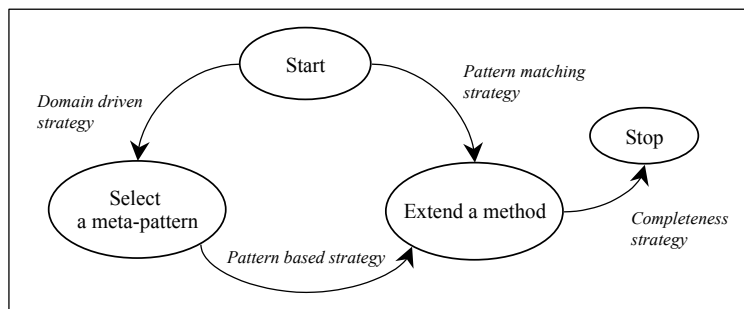 Start
Domain driven
strategy
Pattern matching
strategy
Stop
Select
a meta-pattern
Extend a method
Completeness
strategy
Pattern based strategy